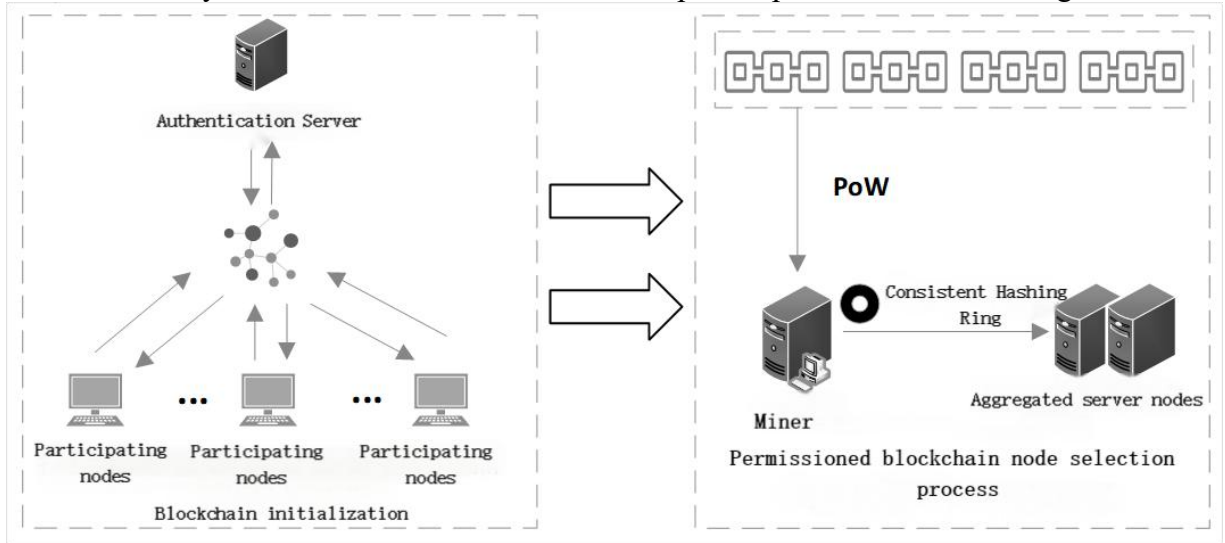 Authentication Server
...
...
Participating
nodes
Participating
nodes
Participating
nodes
Blockchain initialization
PoW
Consistent Hashing
Ring
Miner
Aggregated server nodes
Permissioned blockchain node selection
process